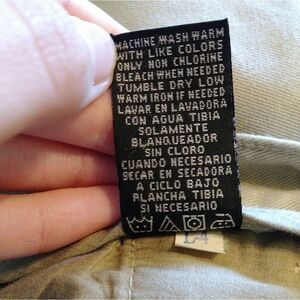 MACHINE WASH WARM
WITH LIKE COLORS
ONLY NON CHLORINE
BLEACH WHEN NEEDED
TUMBLE DRY LOW
WARM IRON IF NEEDED
LAVAR EN LAVADORA
CON AGUA TIBIA
SOLAMENTE
BLANQUEADOR
SIN CLORO
CUANDO NECESARIO
SECAR EN SECADORA
A CICLO BAJO
PLANCHA TIBIA
SI NECESARIO